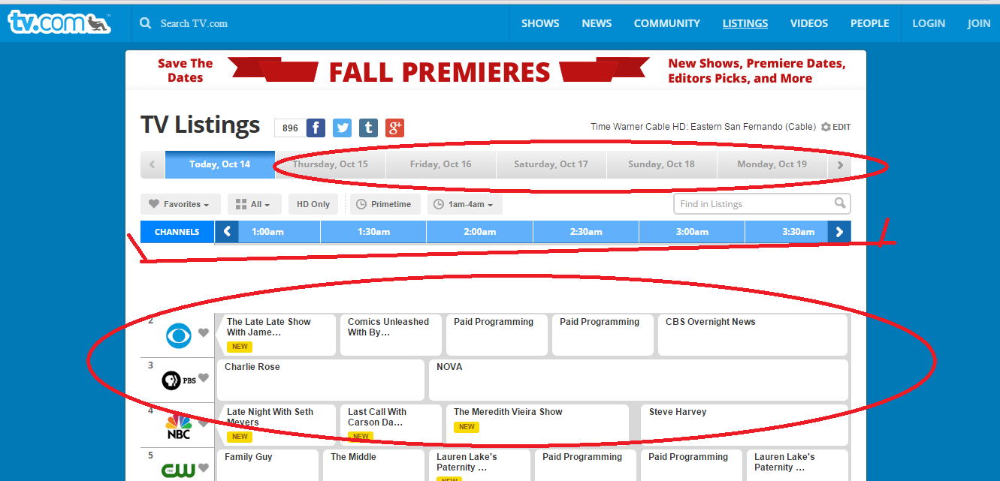 tv.com Search TV.com SHOWS NEWS COMMUNITY LISTINGS VIDEOS PEOPLE LOGIN JOIN
Save The
Dates
FALL PREMIERES
New Shows, Premiere Dates,
Editors Picks, and More
TV Listings 896 f t g+ Time Warner Cable HD: Eastern San Fernando (Cable) EDIT
Today, Oct 14 Thursday, Oct 15 Friday, Oct 16 Saturday, Oct 17 Sunday, Oct 18 Monday, Oct 19
Favorites All HD Only Primetime 1am-4am Find in Listings
CHANNELS 1:00am 1:30am 2:00am 2:30am 3:00am 3:30am
2
The Late Late Show
With Jame...
NEW
Comics Unleashed
With By...
Paid Programming
Paid Programming
CBS Overnight News
3
PBS
Charlie Rose
NOVA
4
NBC
Late Night With Seth
Meyers
NEW
Last Call With
Carson Da...
NEW
The Meredith Vieira Show
NEW
Steve Harvey
5
THE CW
Family Guy
The Middle
Lauren Lake's
Paternity ...
NEW
Paid Programming
Paid Programming
Lauren Lake's
Paternity ...